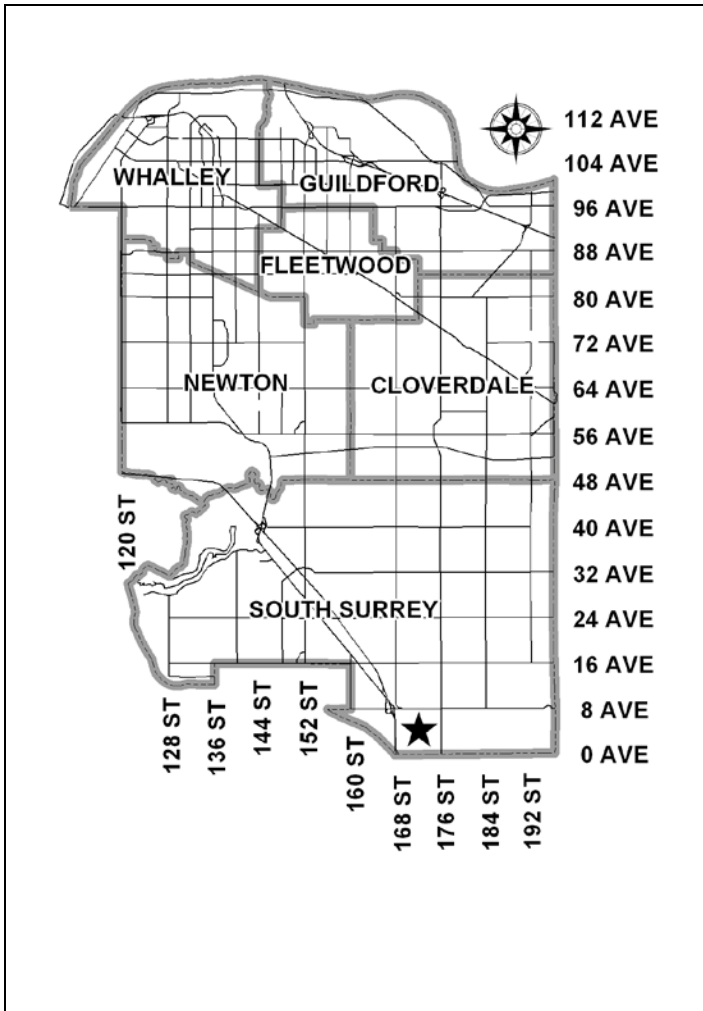 112 AVE
104 AVE
WHALLEY
GUILDFORD
96 AVE
88 AVE
FLEETWOOD
80 AVE
72 AVE
NEWTON
CLOVERDALE
64 AVE
56 AVE
48 AVE
120 ST
40 AVE
32 AVE
SOUTH SURREY
24 AVE
16 AVE
8 AVE
0 AVE
128 ST
136 ST
144 ST
152 ST
160 ST
168 ST
176 ST
184 ST
192 ST